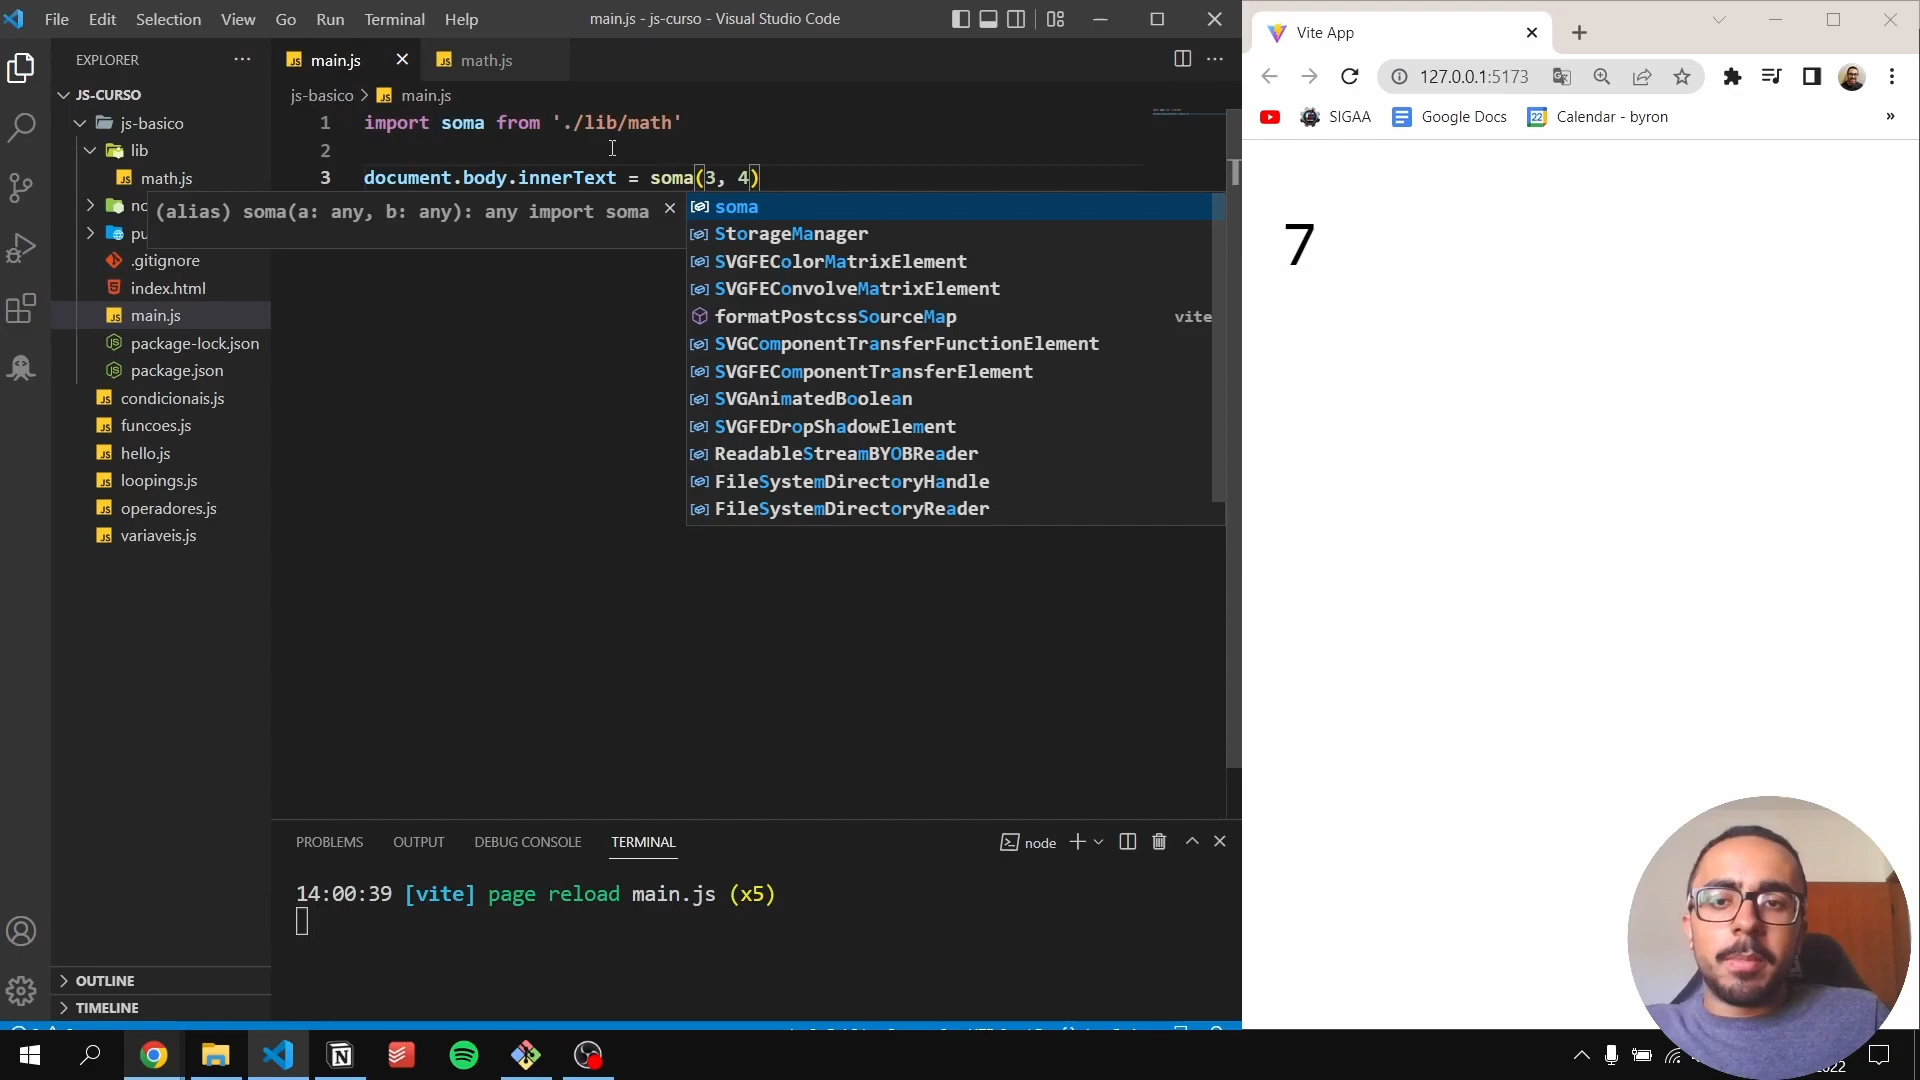 File Edit Selection View Go Run Terminal Help
main.js - js-curso - Visual Studio Code
EXPLORER
JS-CURSO
js-basico
lib
math.js
.gitignore
index.html
main.js
package-lock.json
package.json
condicionais.js
funcoes.js
hello.js
loopings.js
operadores.js
variaveis.js
OUTLINE
TIMELINE
main.js
math.js
js-basico > main.js
1 import soma from './lib/math'
2
3 document.body.innerText = soma(3, 4)
(alias) soma(a: any, b: any): any import soma
soma
StorageManager
SVGFEColorMatrixElement
SVGFEConvolveMatrixElement
formatPostcssSourceMap vite
SVGComponentTransferFunctionElement
SVGFEComponentTransferElement
SVGAnimatedBoolean
SVGFEDropShadowElement
ReadableStreamBYOBReader
FileSystemDirectoryHandle
FileSystemDirectoryReader
PROBLEMS OUTPUT DEBUG CONSOLE TERMINAL
node
14:00:39 [vite] page reload main.js (x5)
Vite App
127.0.0.1:5173
SIGAA Google Docs 22 Calendar - byron »
7